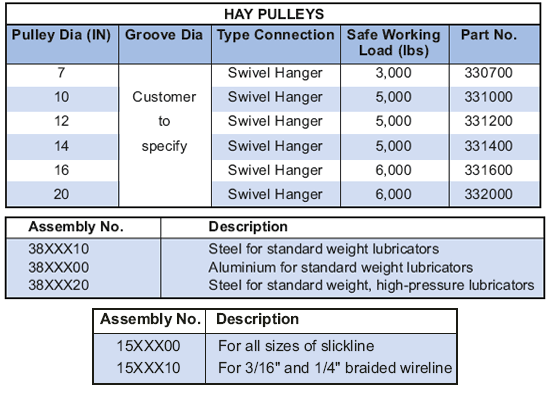 HAY PULLEYS
Pulley Dia (IN) Groove Dia Type Connection Safe Working Load (lbs) Part No.
7 Swivel Hanger 3,000 330700
10 Customer Swivel Hanger 5,000 331000
12 to Swivel Hanger 5,000 331200
14 specify Swivel Hanger 5,000 331400
16 Swivel Hanger 6,000 331600
20 Swivel Hanger 6,000 332000
Assembly No. Description
38XXX10 Steel for standard weight lubricators
38XXX00 Aluminium for standard weight lubricators
38XXX20 Steel for standard weight, high-pressure lubricators
Assembly No. Description
15XXX00 For all sizes of slickline
15XXX10 For 3/16" and 1/4" braided wireline